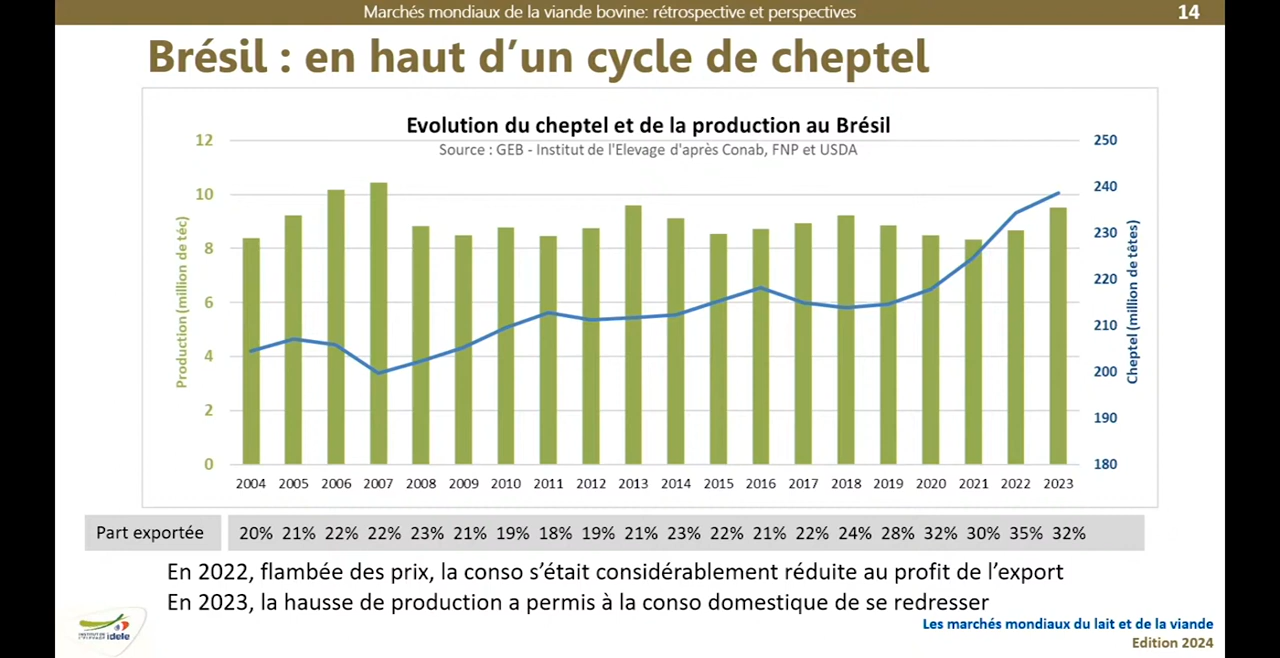 Marchés mondiaux de la viande bovine: rétrospective et perspectives
14
Brésil : en haut d’un cycle de cheptel
Evolution du cheptel et de la production au Brésil
Source : GEB - Institut de l'Elevage d'après Conab, FNP et USDA
Production (million de téc)
12
10
8
6
4
2
0
250
240
230
220
210
200
190
180
Cheptel (million de têtes)
2004 2005 2006 2007 2008 2009 2010 2011 2012 2013 2014 2015 2016 2017 2018 2019 2020 2021 2022 2023
Part exportée 20% 21% 22% 22% 23% 21% 19% 18% 19% 21% 23% 22% 21% 22% 24% 28% 32% 30% 35% 32%
En 2022, flambée des prix, la conso s’était considérablement réduite au profit de l’export
En 2023, la hausse de production a permis à la conso domestique de se redresser
INSTITUT DE
L'ELEVAGE idele
Les marchés mondiaux du lait et de la viande
Edition 2024